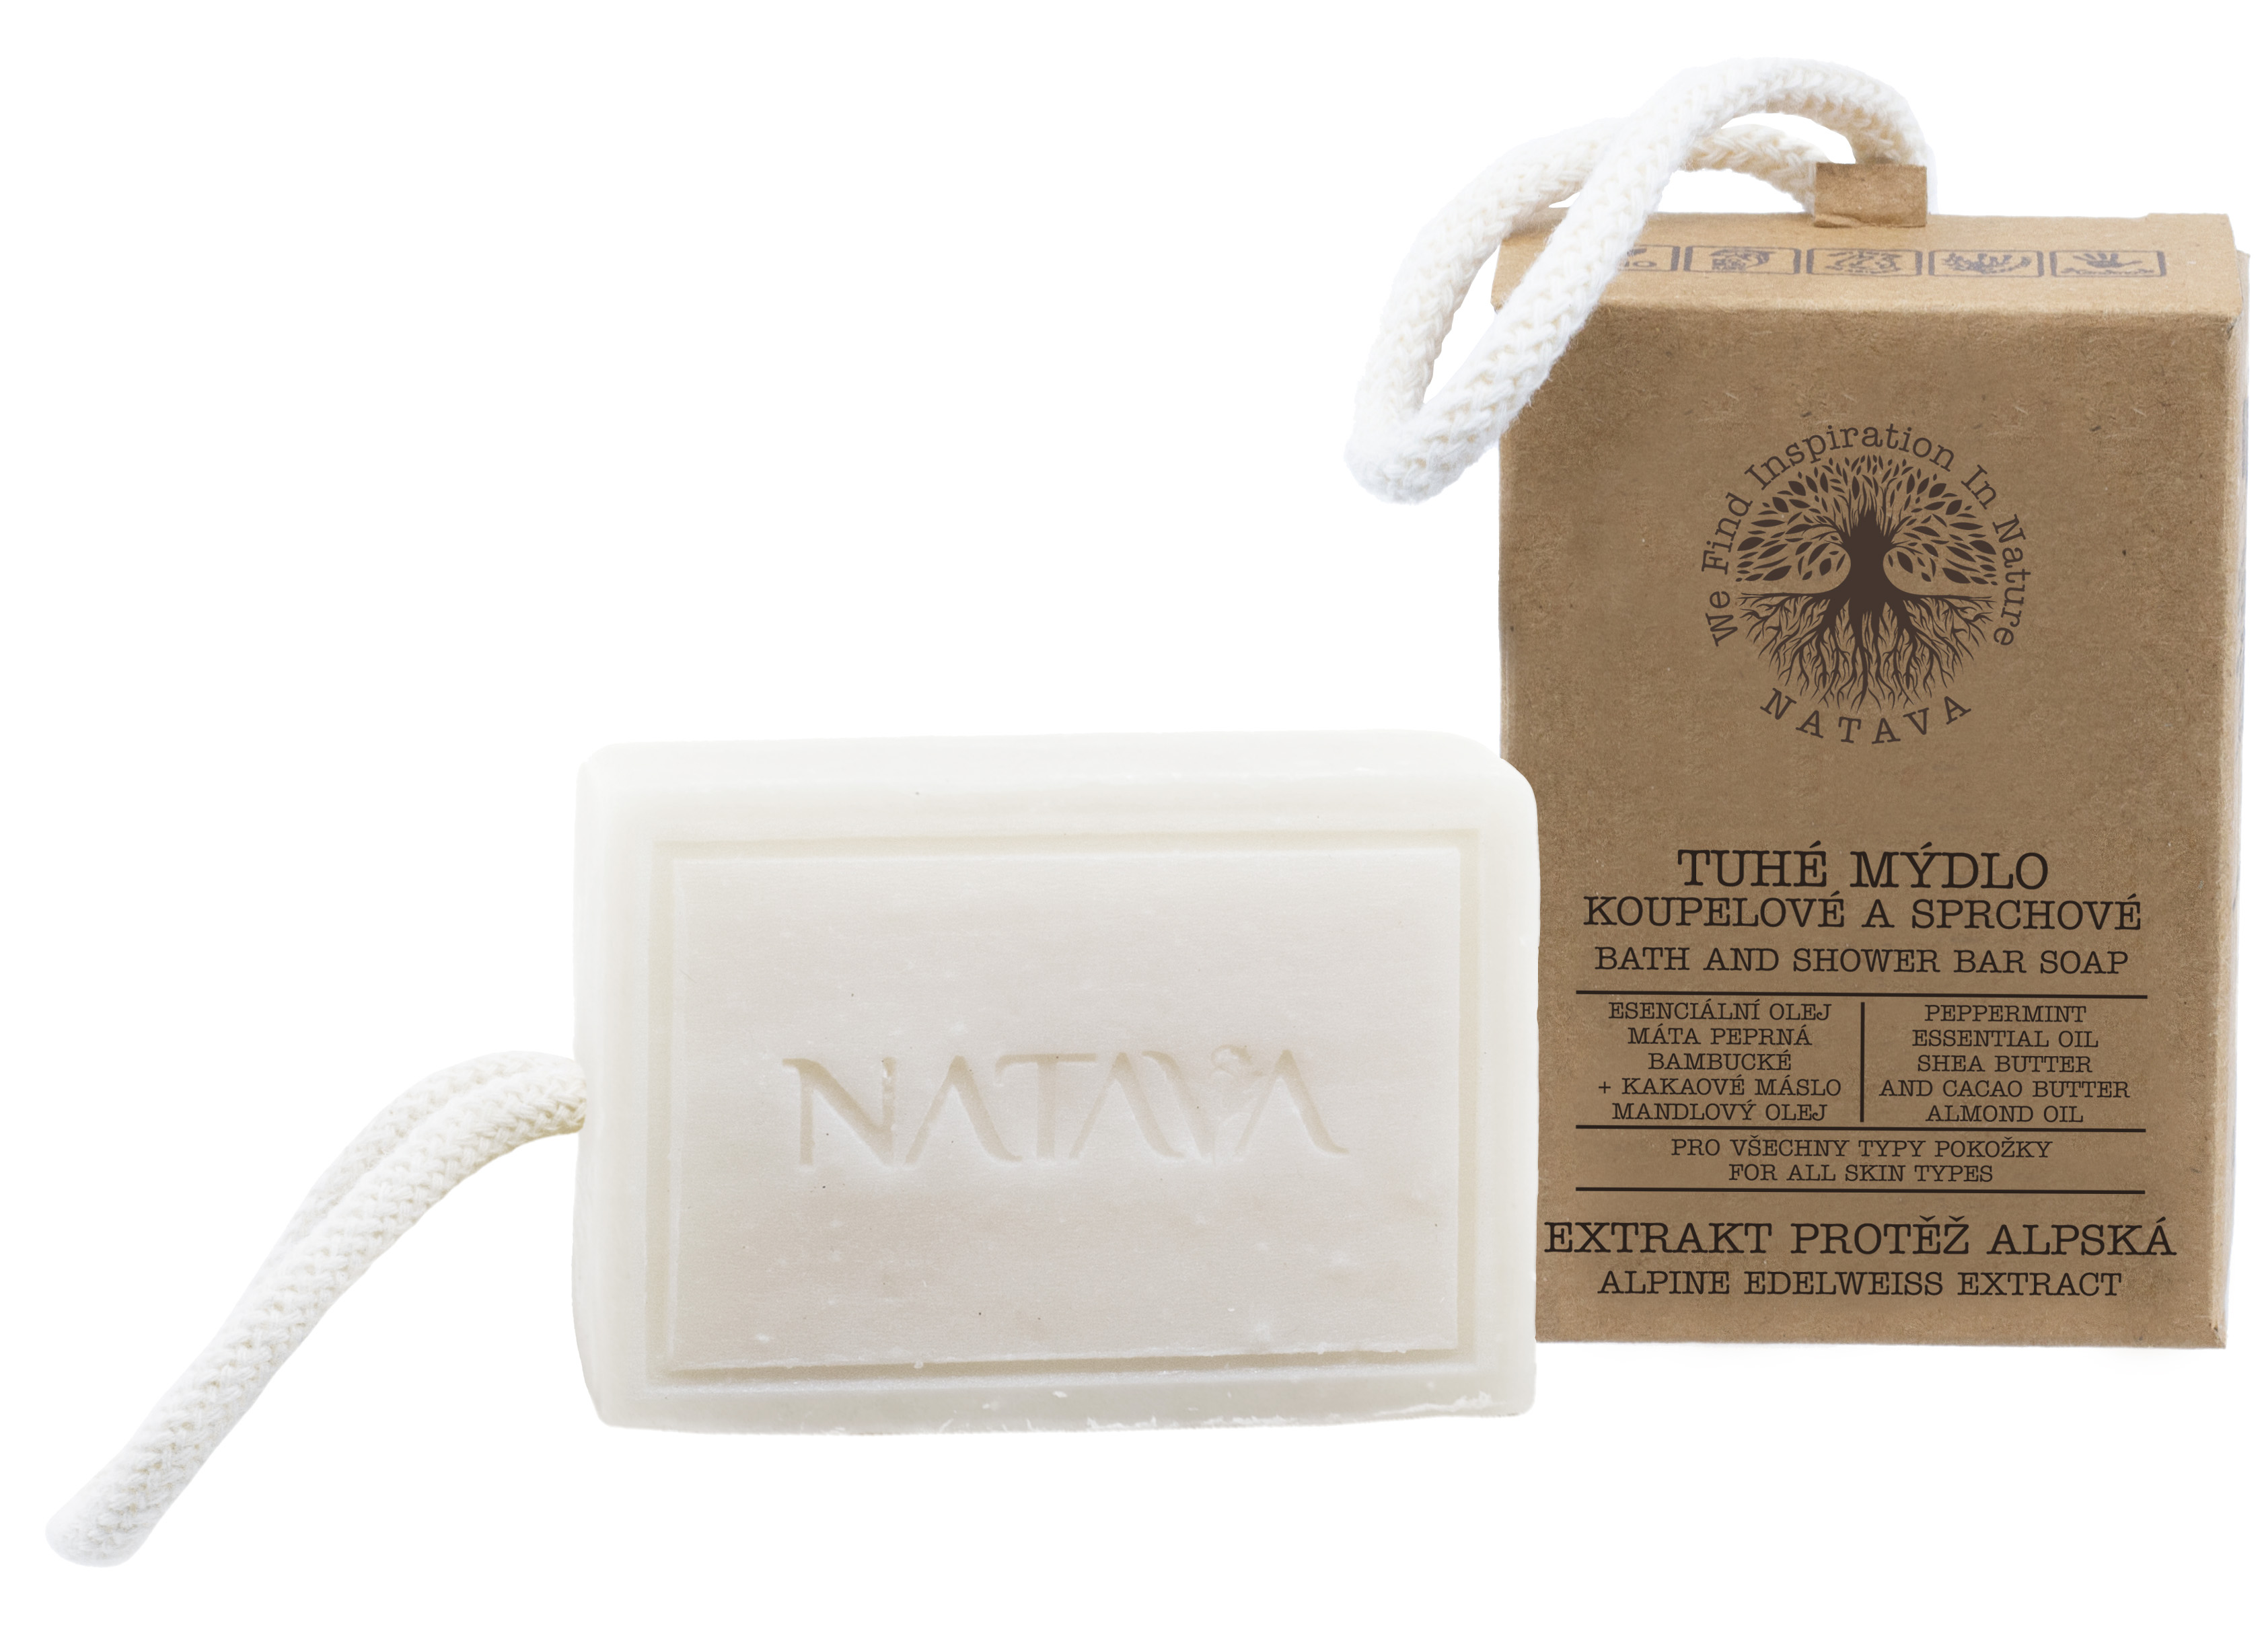 We Find Inspiration In Nature
NATAVA
TUHÉ MÝDLO
KOUPELOVÉ A SPRCHOVÉ
BATH AND SHOWER BAR SOAP
ESENCIÁLNÍ OLEJ
MÁTA PEPRNÁ
BAMBUCKÉ
+ KAKAOVÉ MÁSLO
MANDLOVÝ OLEJ
PEPPERMINT
ESSENTIAL OIL
SHEA BUTTER
AND CACAO BUTTER
ALMOND OIL
PRO VŠECHNY TYPY POKOŽKY
FOR ALL SKIN TYPES
EXTRAKT PROTĚŽ ALPSKÁ
ALPINE EDELWEISS EXTRACT
NATAVA